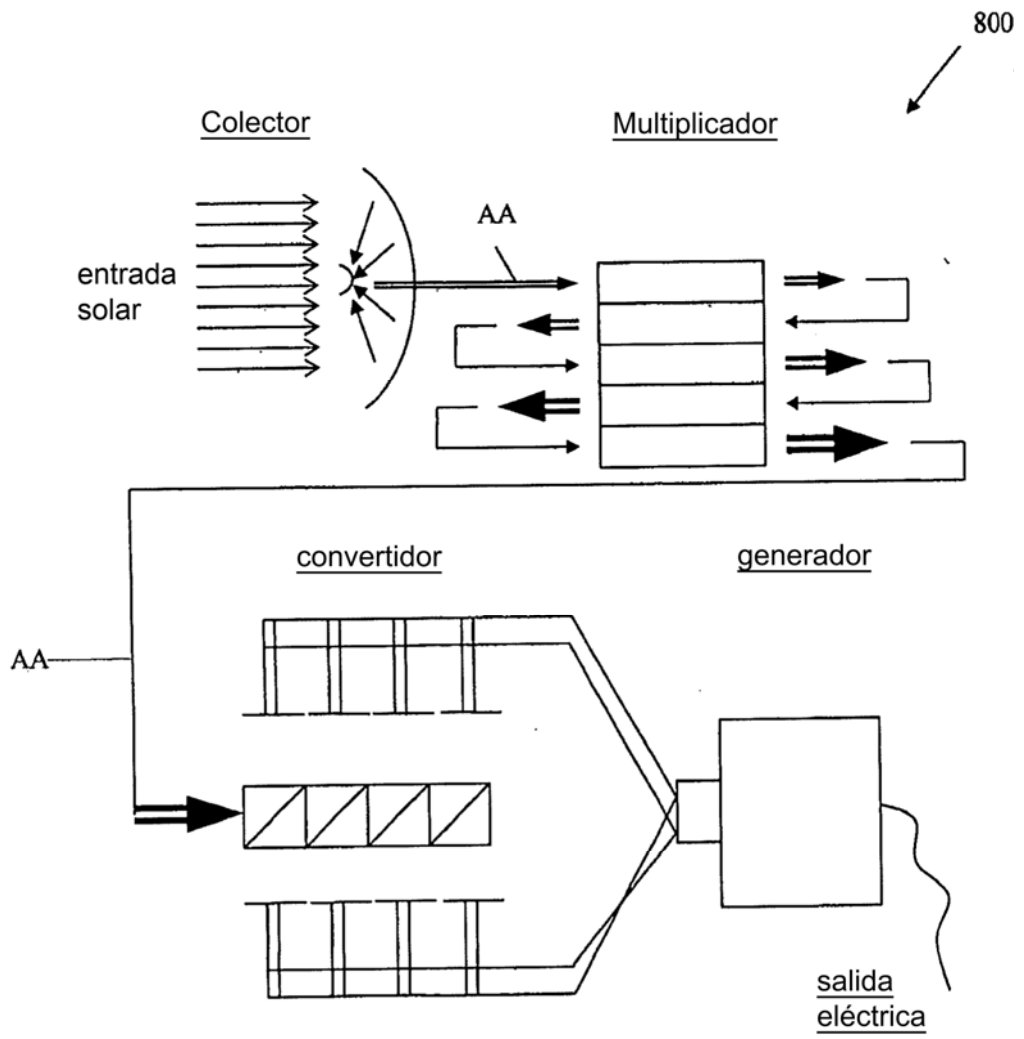 800
Colector
Multiplicador
AA
entrada
solar
convertidor
generador
AA
salida
eléctrica